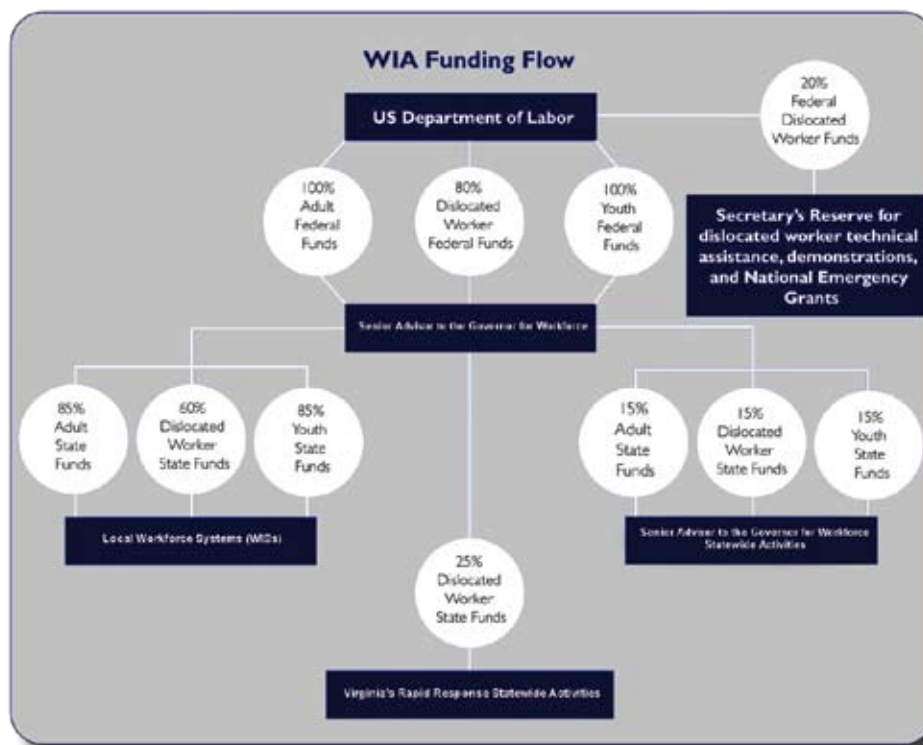 WIA Funding Flow
US Department of Labor
20%
Federal
Dislocated
Worker Funds
100%
Adult
Federal
Funds
80%
Dislocated
Worker
Federal Funds
100%
Youth
Federal
Funds
Secretary's Reserve for
dislocated worker technical
assistance, demonstrations,
and National Emergency
Grants
Senior Advisor to the Governor for Workforce
85%
Adult
State
Funds
60%
Dislocated
Worker
State Funds
85%
Youth
State
Funds
15%
Adult
State
Funds
15%
Dislocated
Worker
State Funds
15%
Youth
State
Funds
Local Workforce Systems (WIBs)
Senior Advisor to the Governor for Workforce
Statewide Activities
25%
Dislocated
Worker
State Funds
Virginia's Rapid Response Statewide Activities